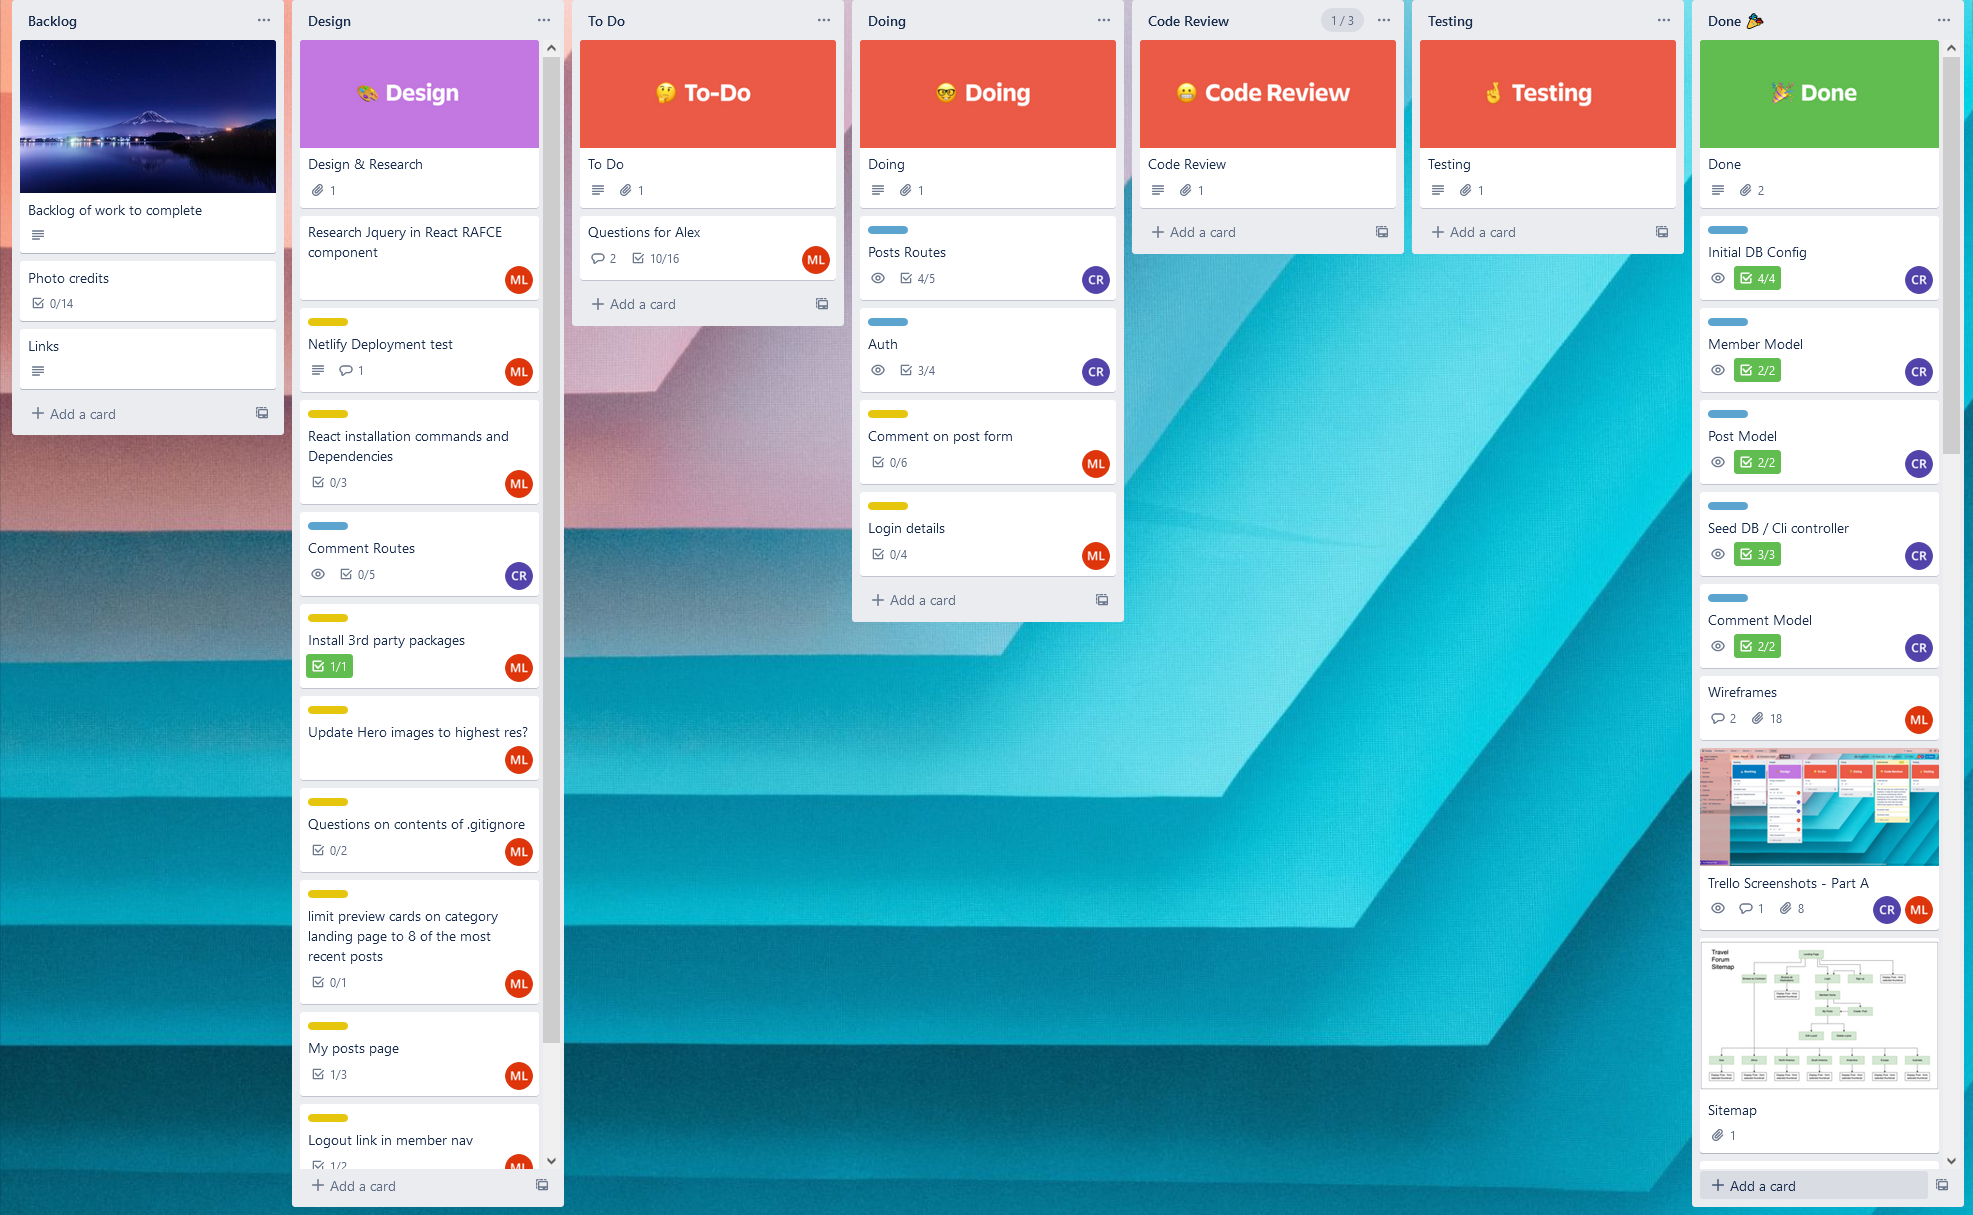 Backlog
Backlog of work to complete
Photo credits
0/14
Links
Add a card
Design
Design
Design & Research
1
Research Jquery in React RAFCE
component
ML
Netlify Deployment test
1
ML
React installation commands and
Dependencies
0/3
ML
Comment Routes
0/5
CR
Install 3rd party packages
1/1
ML
Update Hero images to highest res?
ML
Questions on contents of .gitignore
0/2
ML
limit preview cards on category
landing page to 8 of the most
recent posts
0/1
ML
My posts page
1/3
ML
Logout link in member nav
1/2
ML
Add a card
To Do
To-Do
To Do
1
Questions for Alex
2 10/16
ML
Add a card
Doing
Doing
Doing
1
Posts Routes
4/5
CR
Auth
3/4
CR
Comment on post form
0/6
ML
Login details
0/4
ML
Add a card
Code Review
1 / 3
Code Review
Code Review
1
Add a card
Testing
Testing
Testing
1
Add a card
Done
Done
Done
2
Initial DB Config
4/4
CR
Member Model
2/2
CR
Post Model
2/2
CR
Seed DB / Cli controller
3/3
CR
Comment Model
2/2
CR
Wireframes
2 18
ML
Trello Screenshots - Part A
1 8
CR ML
Travel
Forum
Sitemap
Sitemap
1
Add a card